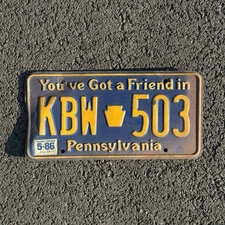 You've Got a Friend in
KBW 503
5-86
Pennsylvania